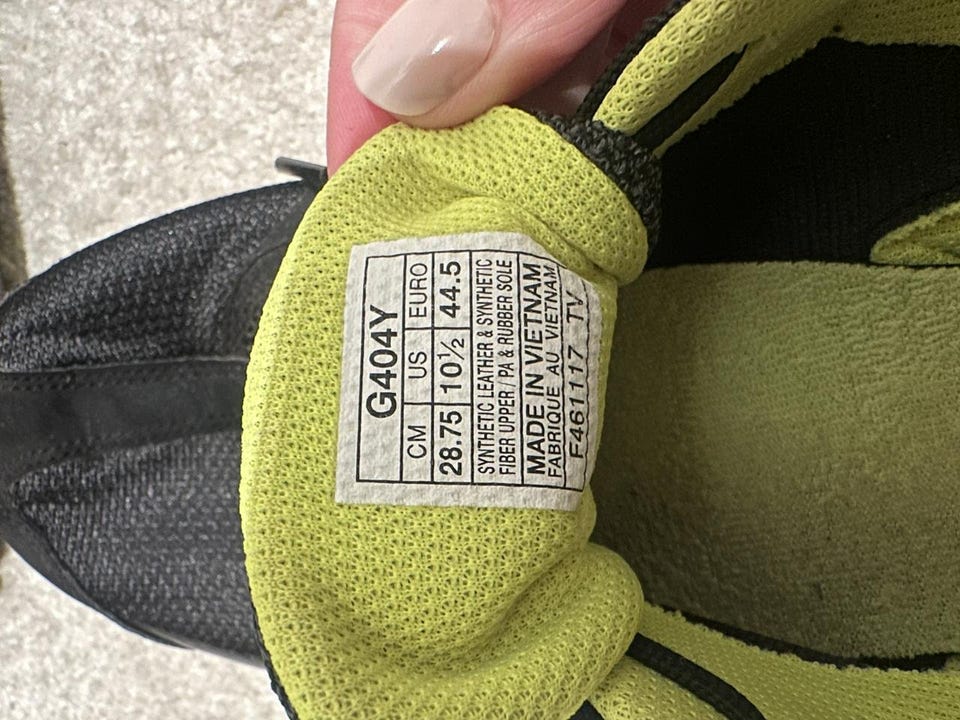 G404Y
CM US EURO
28.75 10½ 44.5
SYNTHETIC LEATHER & SYNTHETIC
FIBER UPPER / PA & RUBBER SOLE
MADE IN VIETNAM
FABRIQUE AU VIETNAM
F461117 TV